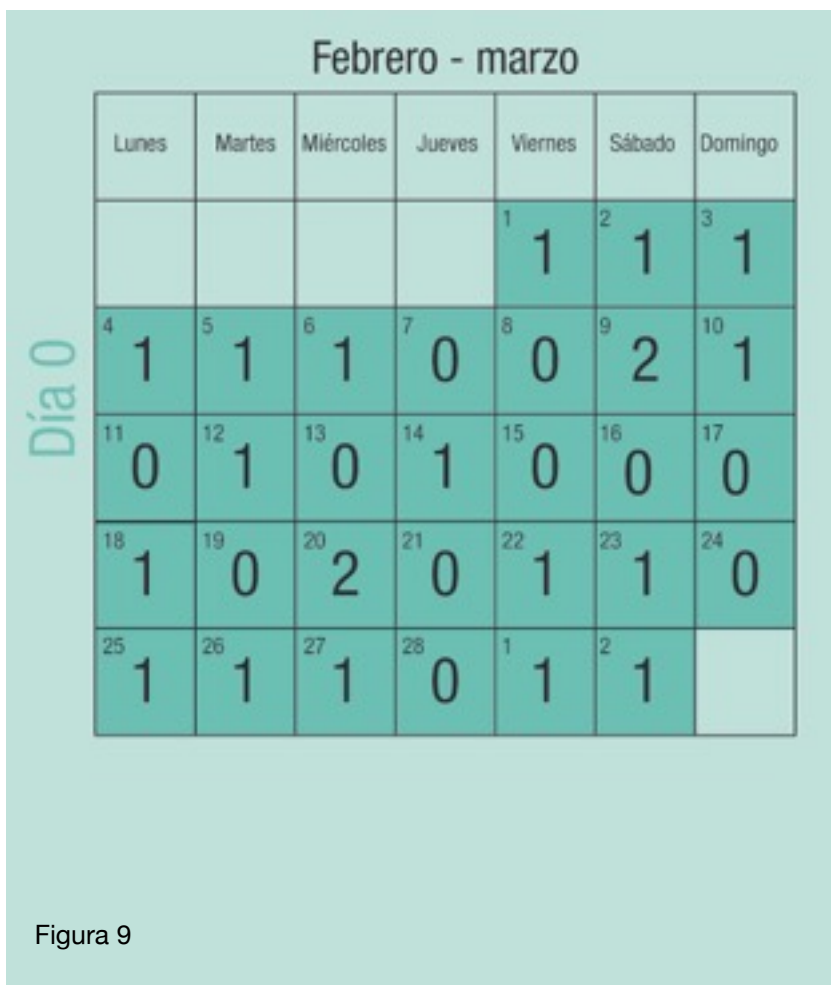 Febrero - marzo
Lunes Martes Miércoles Jueves Viernes Sábado Domingo
1 1 2 1 3 1
Día 0
4 1 5 1 6 1 7 0 8 0 9 2 10 1
11 0 12 1 13 0 14 1 15 0 16 0 17 0
18 1 19 0 20 2 21 0 22 1 23 1 24 0
25 1 26 1 27 1 28 0 1 1 2 1
Figura 9